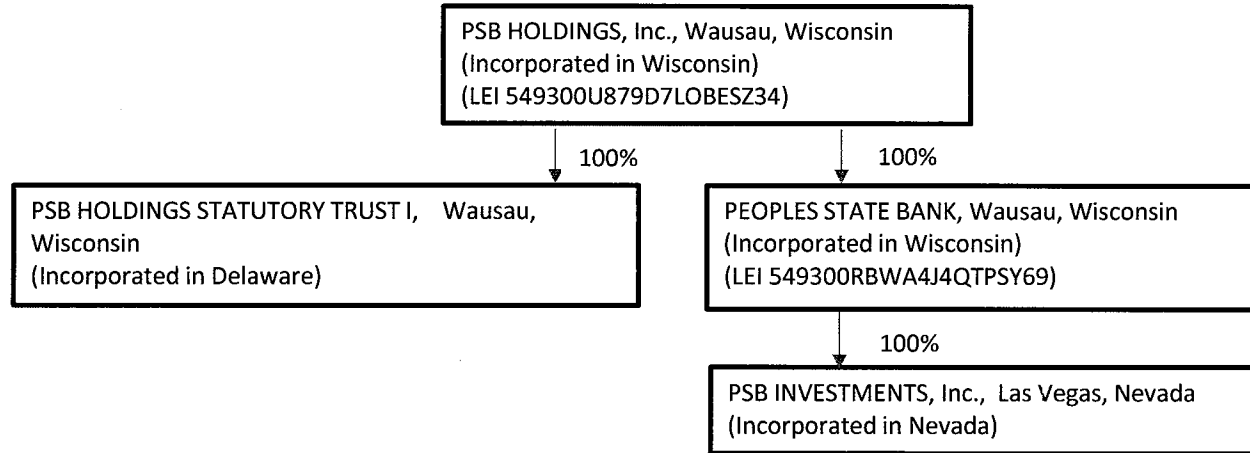 PSB HOLDINGS, Inc., Wausau, Wisconsin
(Incorporated in Wisconsin)
(LEI 549300U879D7LOBESZ34)
100%
100%
PSB HOLDINGS STATUTORY TRUST I, Wausau,
Wisconsin
(Incorporated in Delaware)
PEOPLES STATE BANK, Wausau, Wisconsin
(Incorporated in Wisconsin)
(LEI 549300RBWA4J4QTPSY69)
100%
PSB INVESTMENTS, Inc., Las Vegas, Nevada
(Incorporated in Nevada)